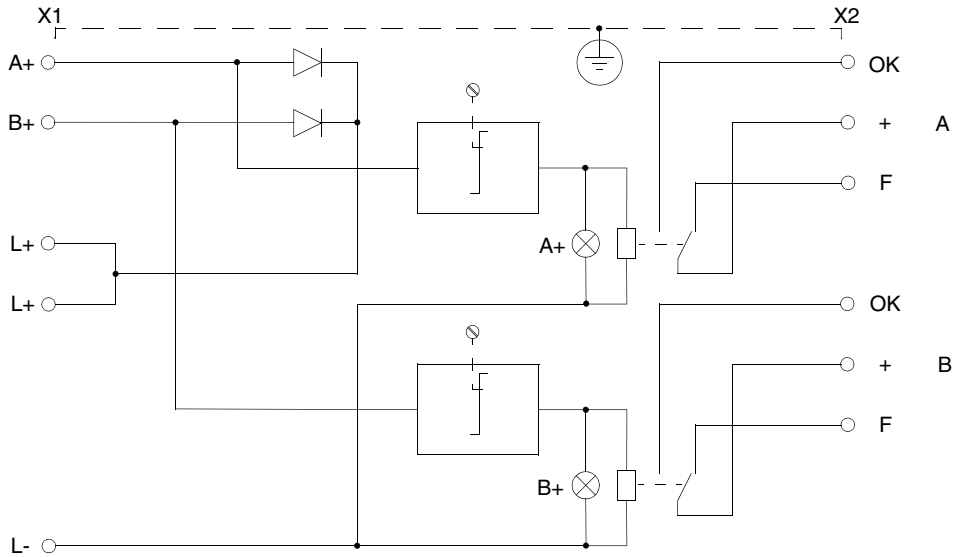 X1 X2
A+ OK
B+ + A
F
L+ A+
L+ OK
+ B
F
B+
L-